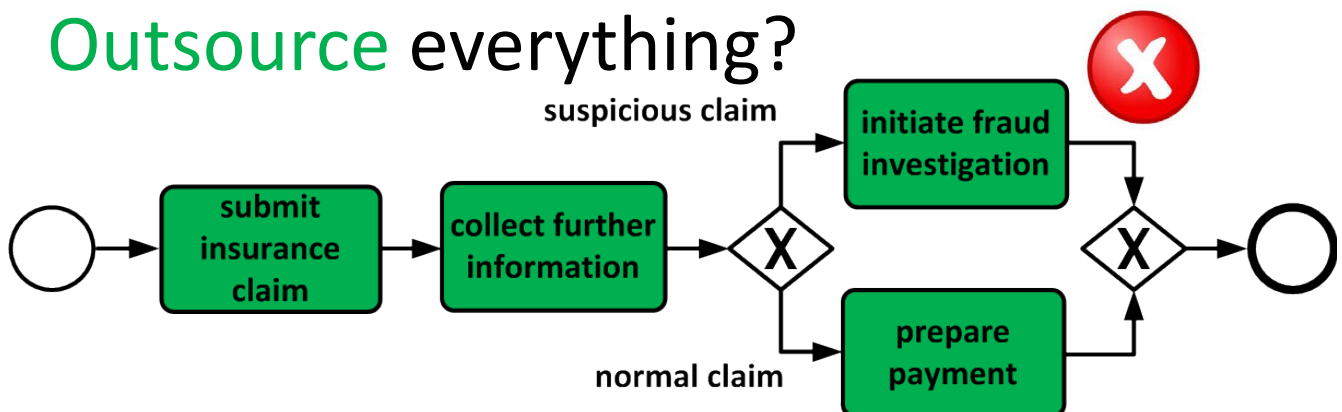 Outsource everything?
suspicious claim
initiate fraud
investigation
submit
insurance
claim
collect further
information
X
X
normal claim
prepare
payment